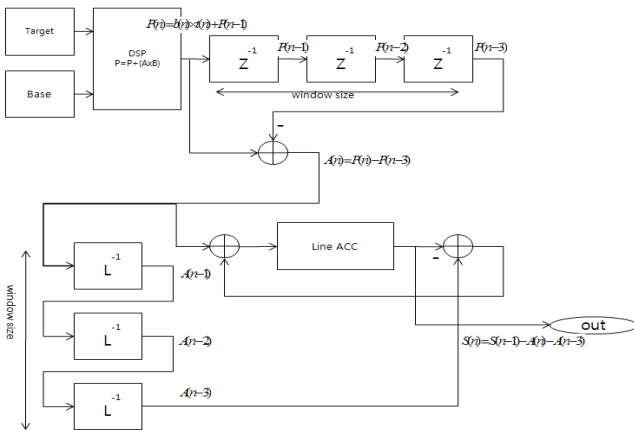 Target
P(n)=b(n)×t(n)+P(n-1)
DSP
P=P+(AxB)
Base
Z-1
P(n-1)
Z-1
P(n-2)
Z-1
P(n-3)
window size
-
A(n)=P(n)-P(n-3)
Line ACC
-
window size
L-1
A(n-1)
L-1
A(n-2)
L-1
A(n-3)
out
S(n)=S(n-1)-A(n)-A(n-3)